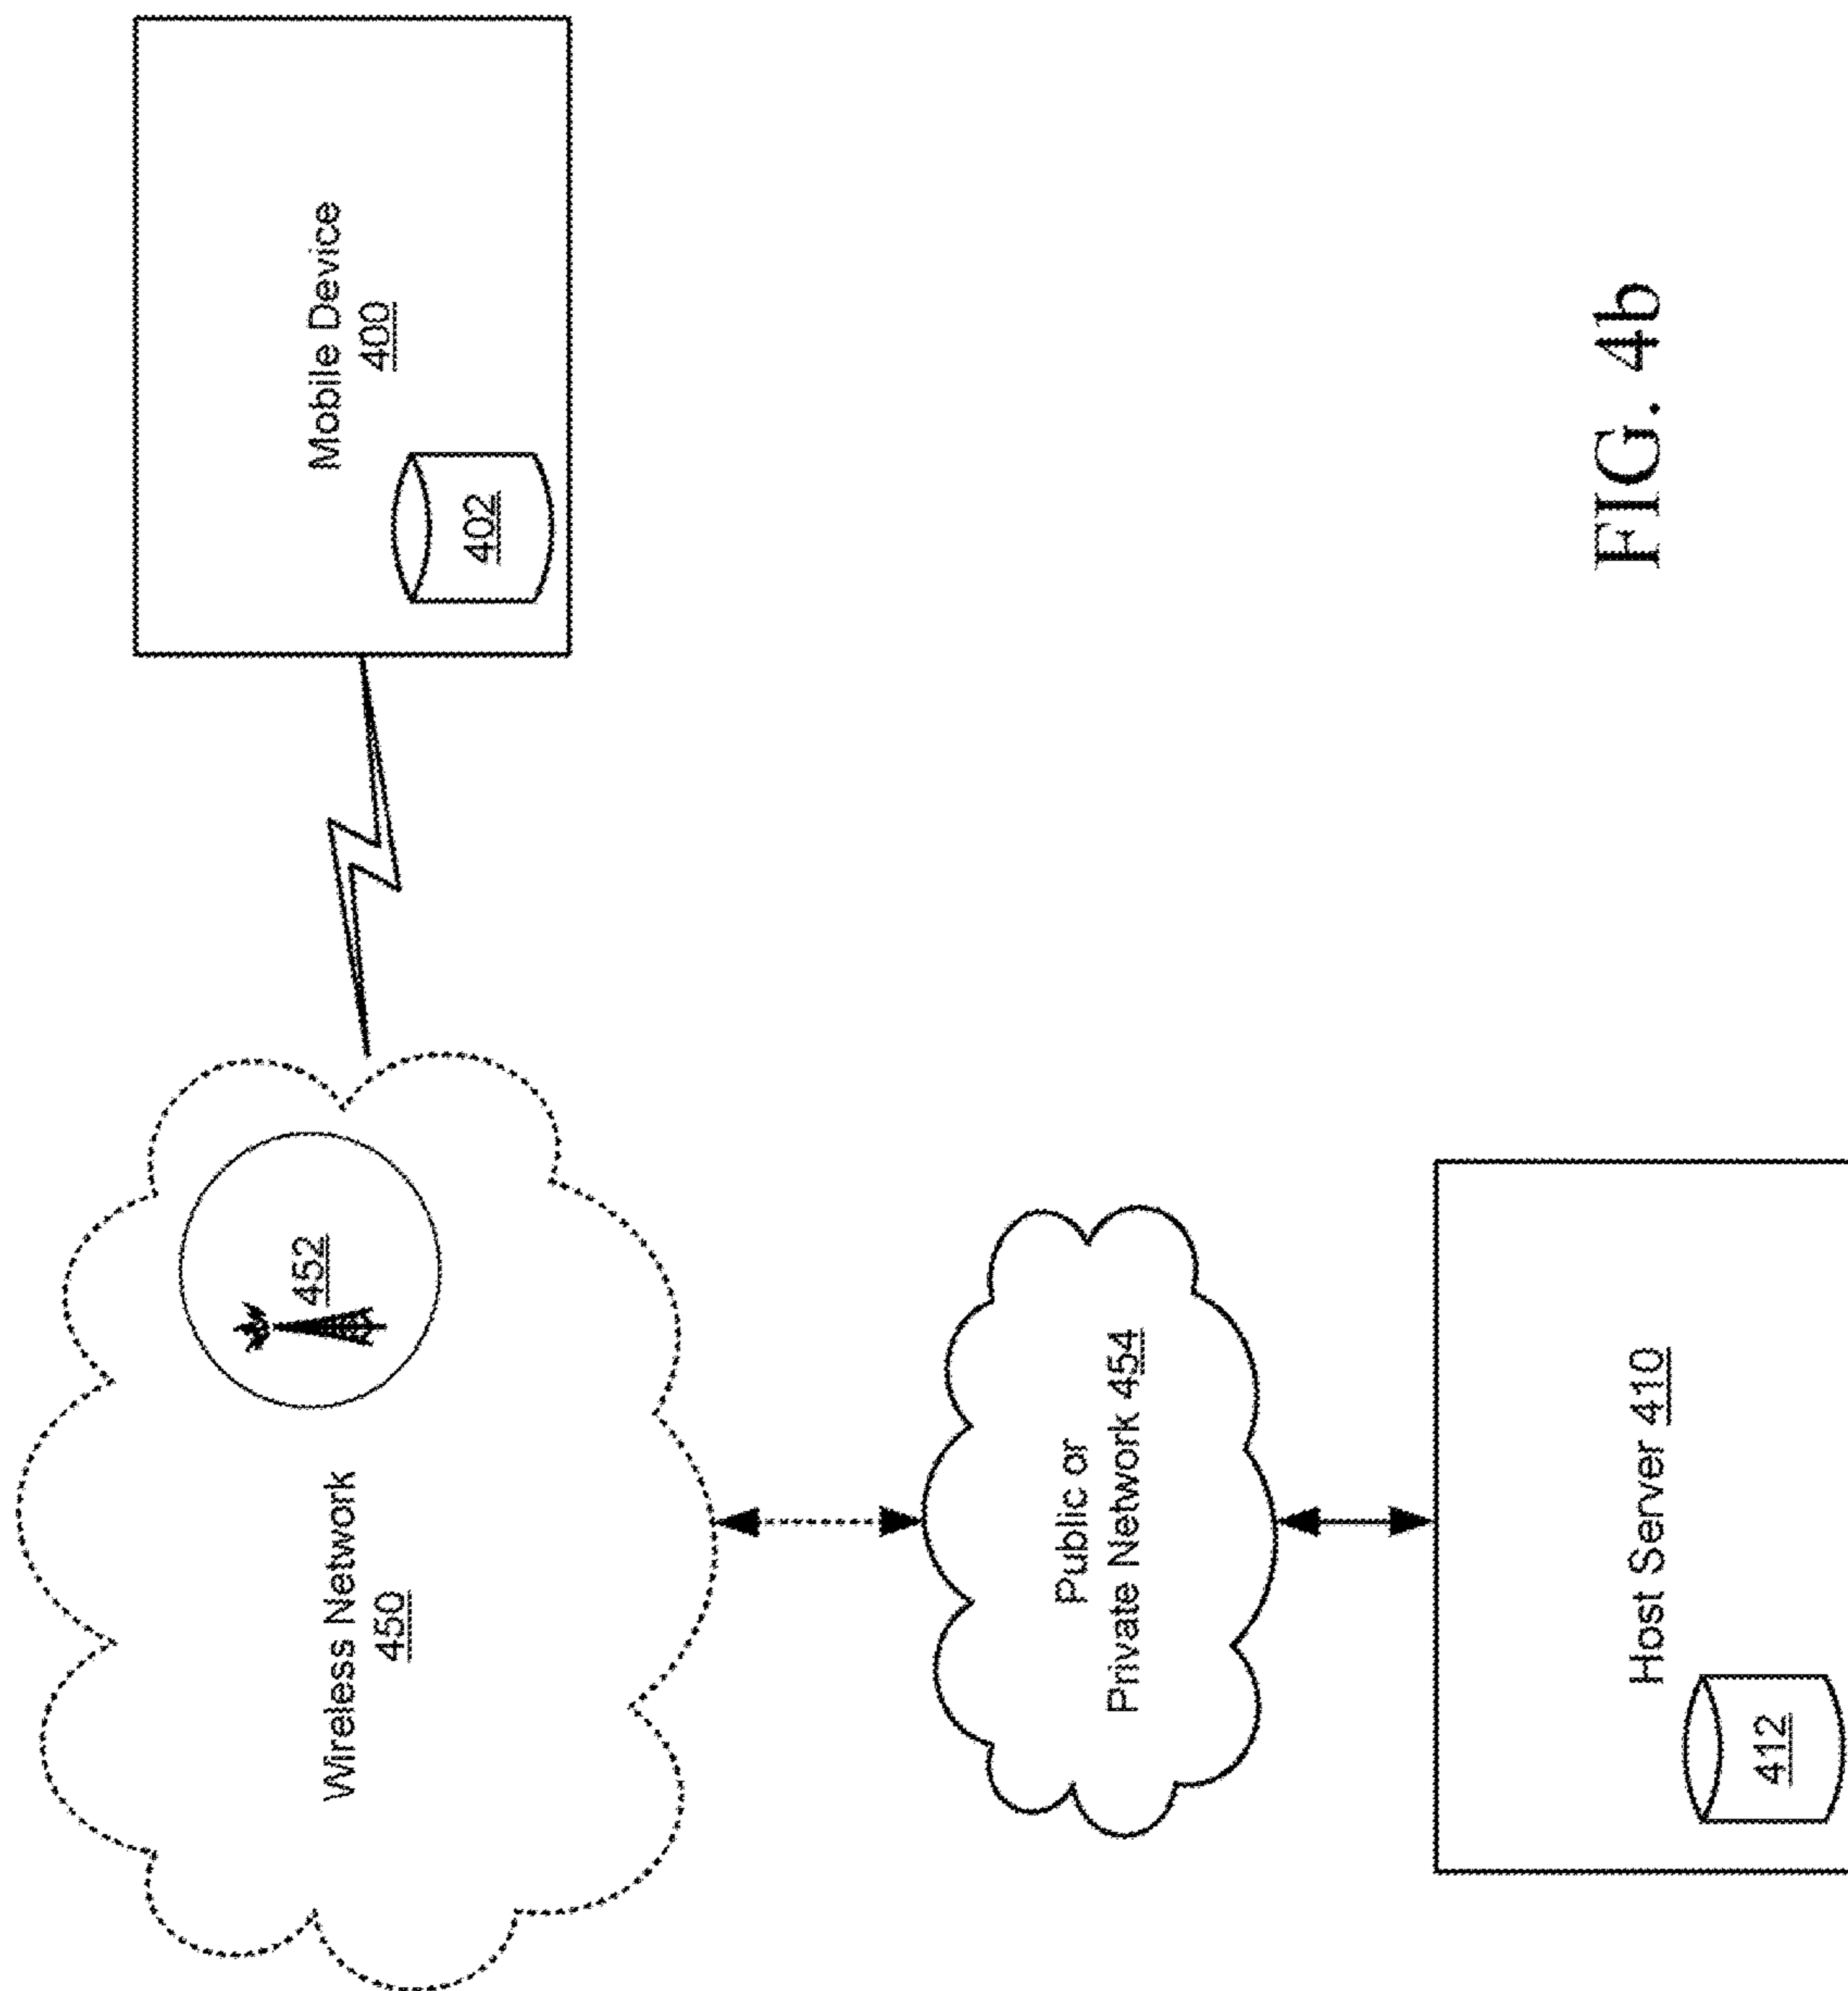 Wireless Network
450
452
Mobile Device
400
402
Public or
Private Network 454
Host Server 410
412
FIG. 4b